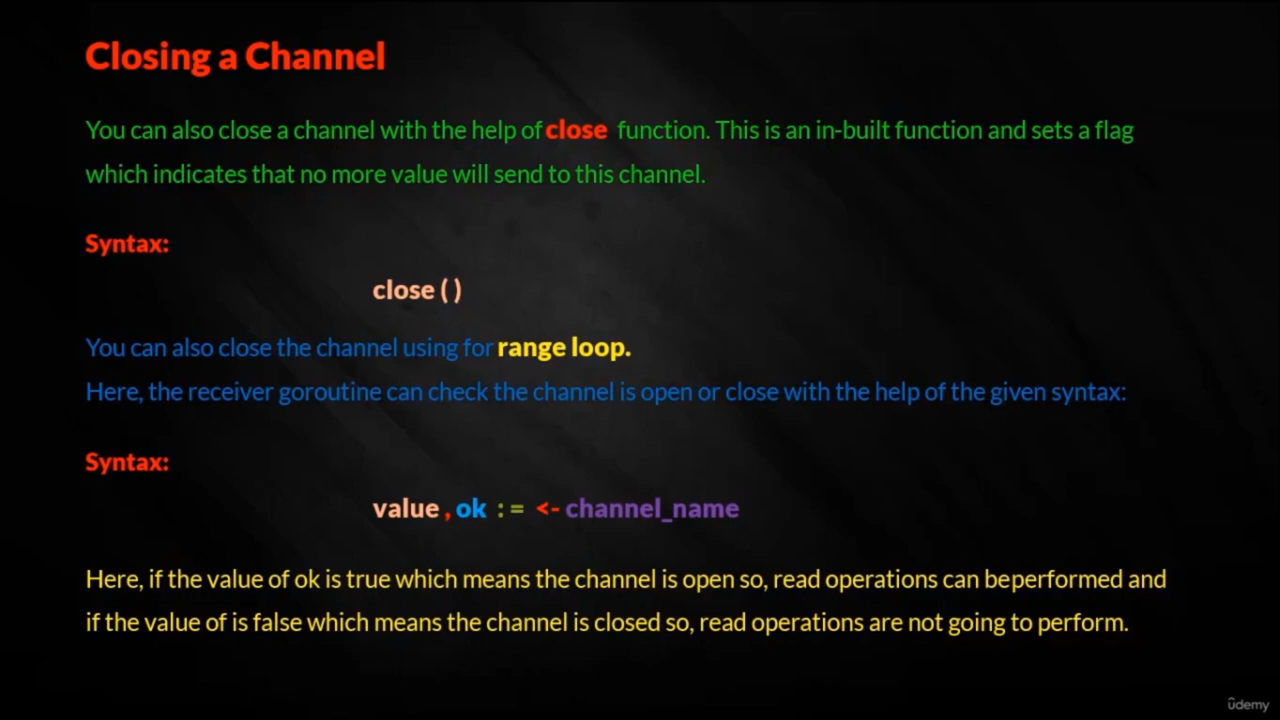 Closing a Channel
You can also close a channel with the help of close function. This is an in-built function and sets a flag
which indicates that no more value will send to this channel.
Syntax:
close ( )
You can also close the channel using for range loop.
Here, the receiver goroutine can check the channel is open or close with the help of the given syntax:
Syntax:
value , ok : = <- channel_name
Here, if the value of ok is true which means the channel is open so, read operations can beperformed and
if the value of is false which means the channel is closed so, read operations are not going to perform.
ûdemy